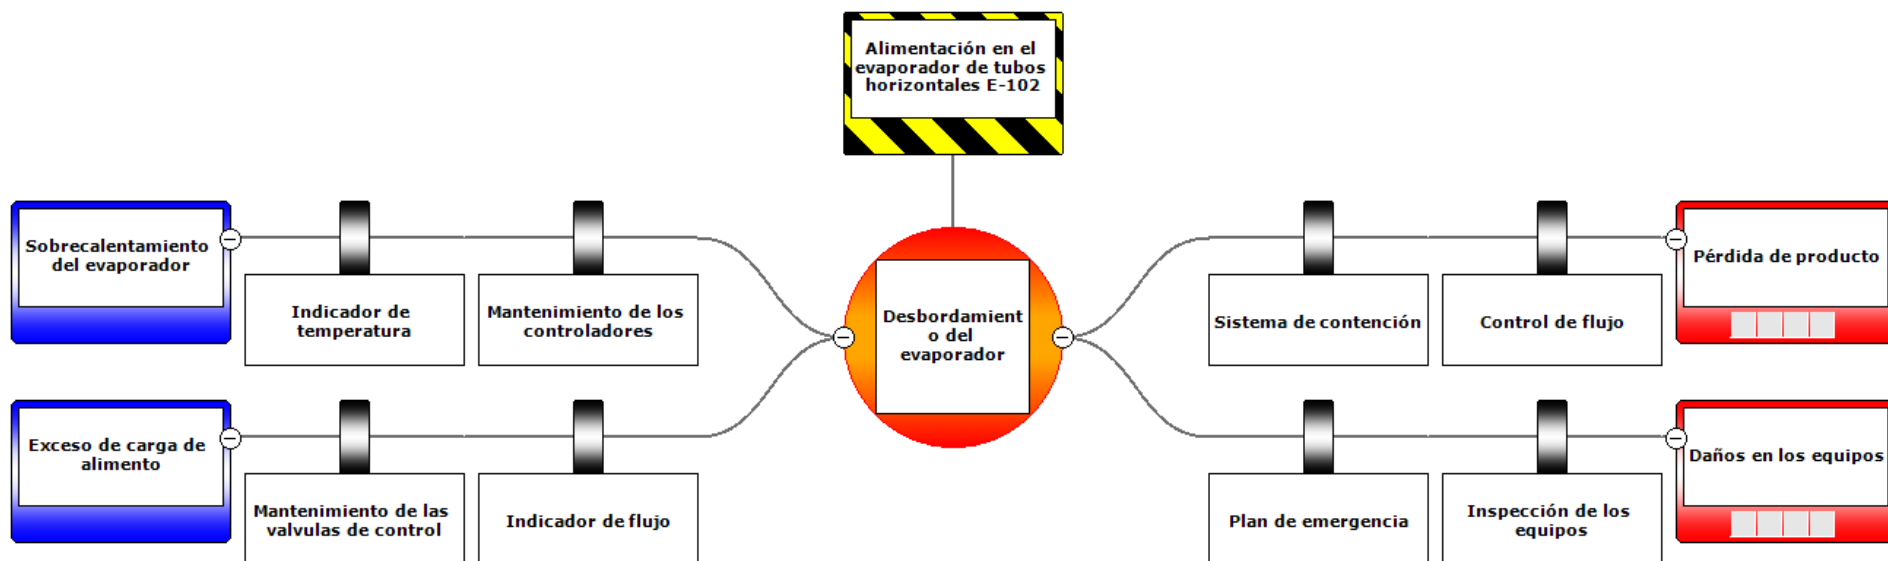 Alimentación en el
evaporador de tubos
horizontales E-102
Sobrecalentamiento
del evaporador
Indicador de
temperatura
Mantenimiento de los
controladores
Desbordamient
o del
evaporador
Sistema de contención
Control de flujo
Pérdida de producto
Exceso de carga de
alimento
Mantenimiento de las
valvulas de control
Indicador de flujo
Plan de emergencia
Inspección de los
equipos
Daños en los equipos